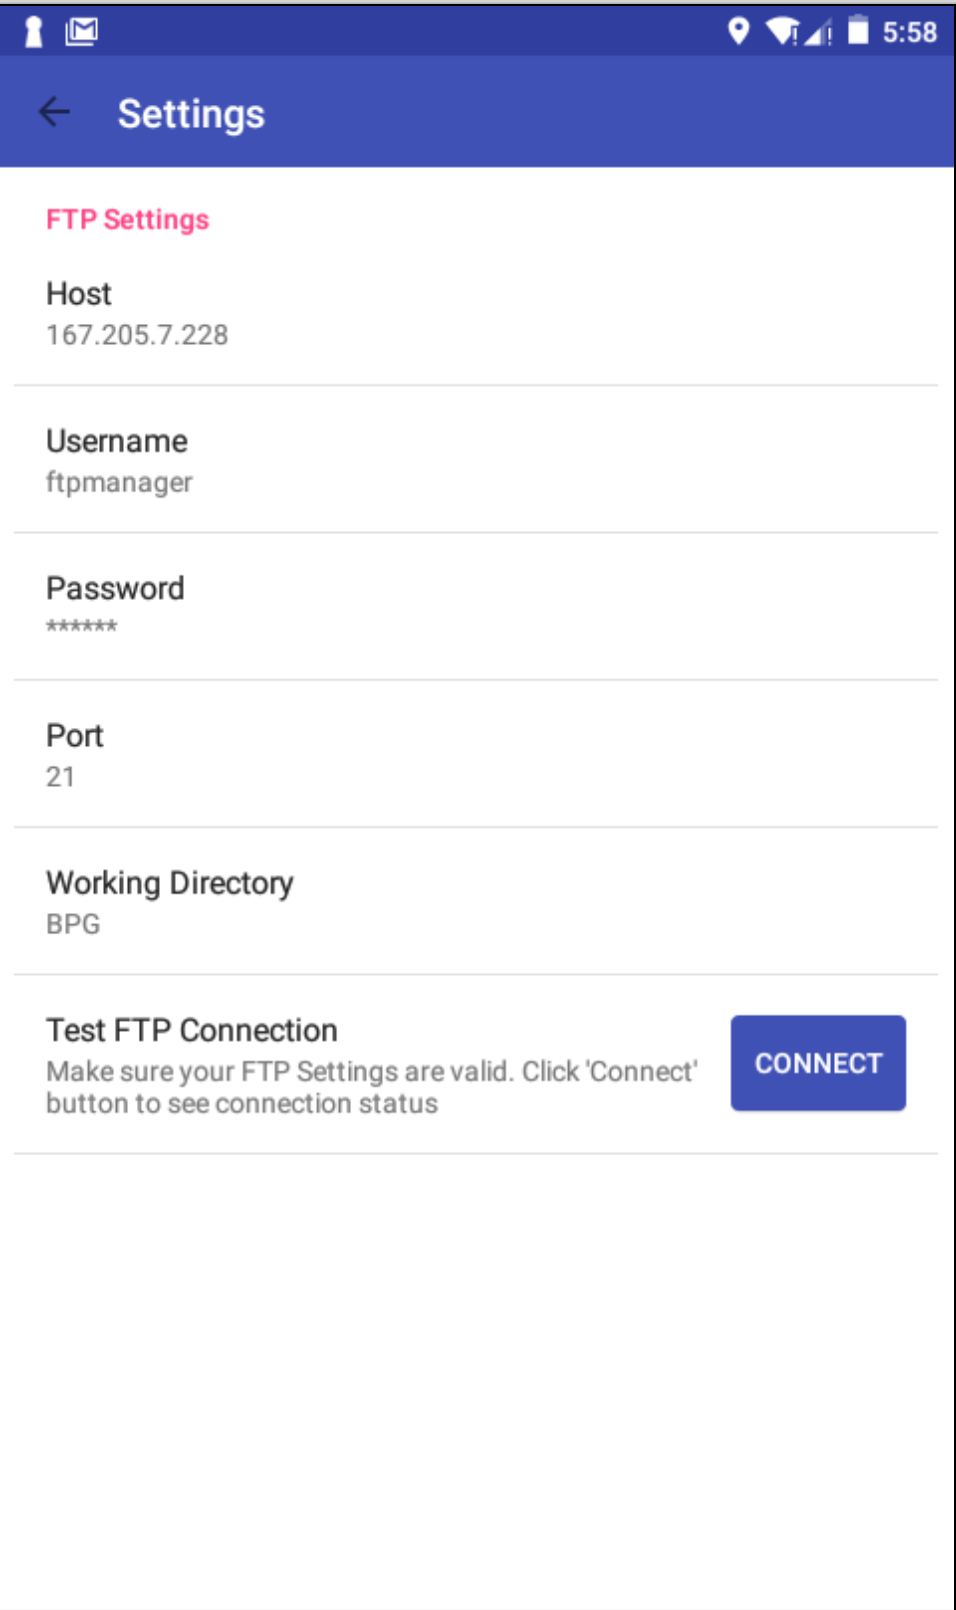 5:58
Settings
FTP Settings
Host
167.205.7.228
Username
ftpmanager
Password
******
Port
21
Working Directory
BPG
Test FTP Connection
Make sure your FTP Settings are valid. Click 'Connect'
button to see connection status
CONNECT